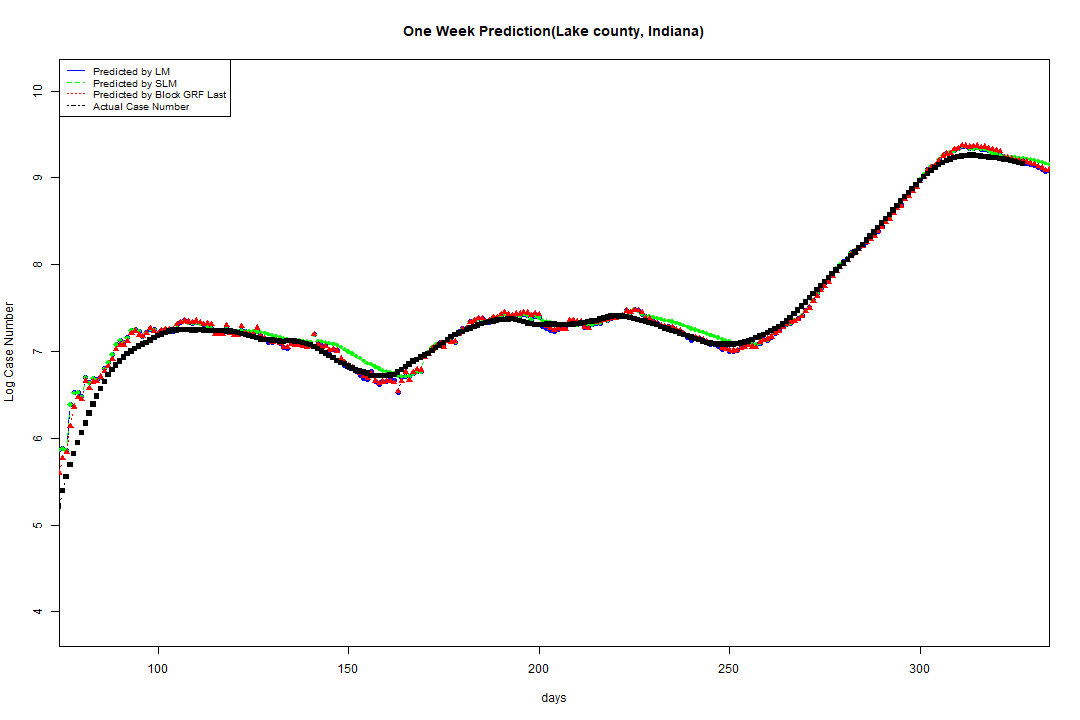 One Week Prediction(Lake county, Indiana)
Predicted by LM
Predicted by SLM
Predicted by Block GRF Last
Actual Case Number
10
9
8
7
6
5
4
Log Case Number
100 150 200 250 300
days